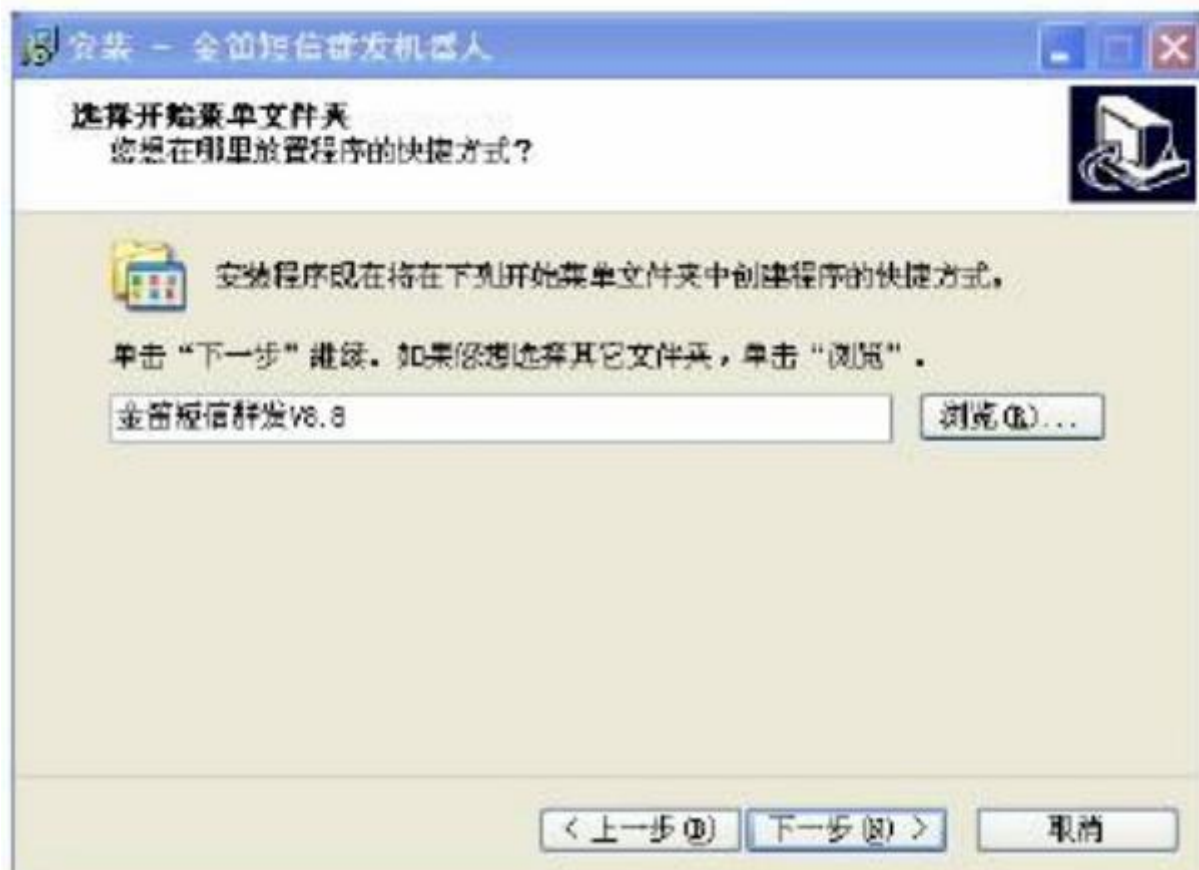 安装 - 金笛短信群发机器人
选择开始菜单文件夹
您想在哪里放置程序的快捷方式?
安装程序现在将在下列开始菜单文件夹中创建程序的快捷方式。
单击“下一步”继续。如果您想选择其它文件夹,单击“浏览”。
金笛短信群发V8.8
浏览(R)...
< 上一步(B)
下一步(N) >
取消